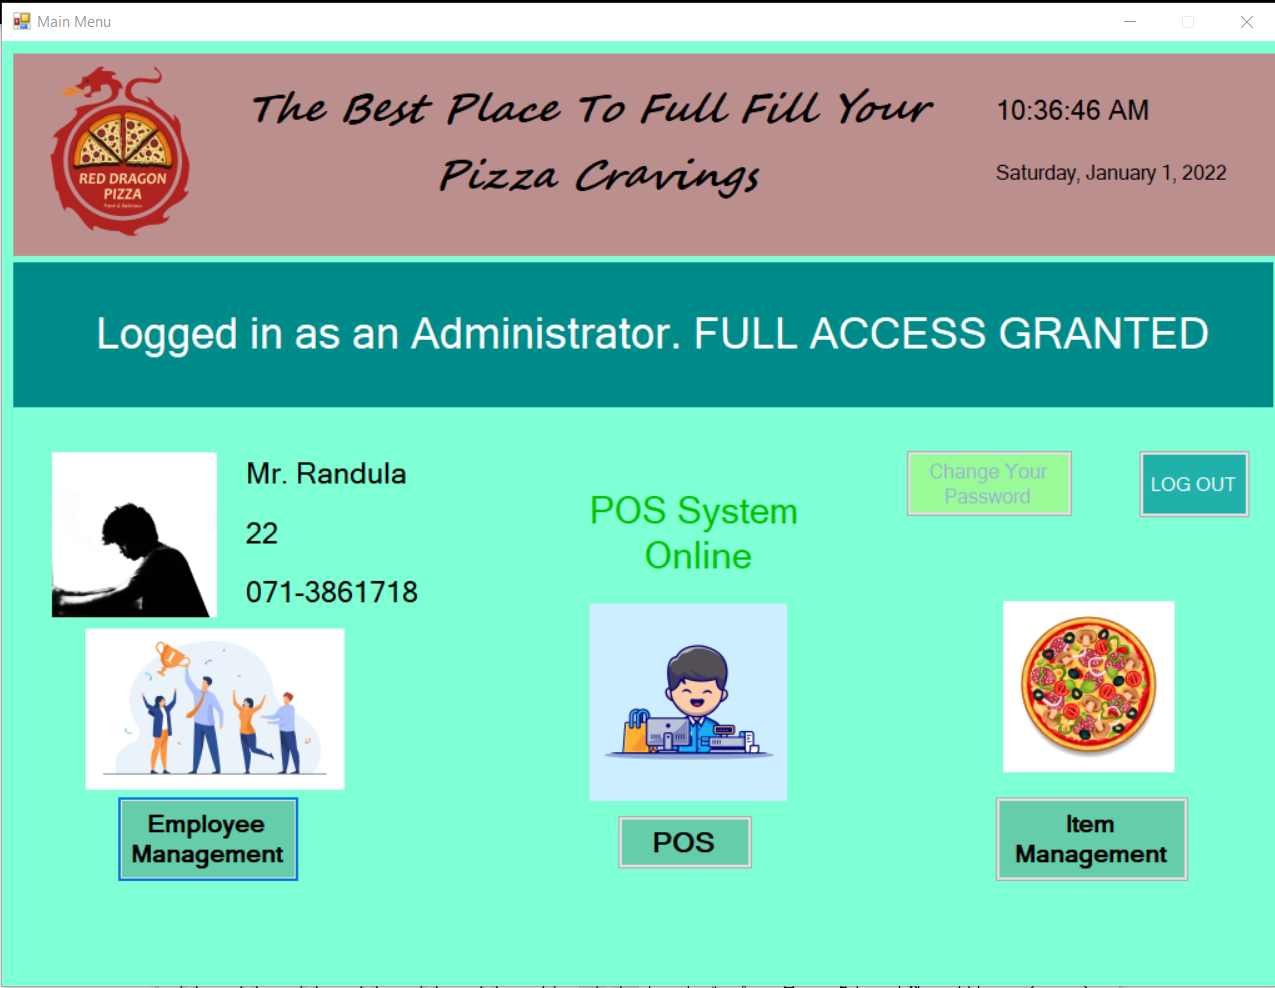 Main Menu
The Best Place To Full Fill Your
Pizza Cravings
10:36:46 AM
Saturday, January 1, 2022
RED DRAGON
PIZZA
Fresh & Delicious
Logged in as an Administrator. FULL ACCESS GRANTED
Mr. Randula
22
071-3861718
POS System
Online
Change Your
Password
LOG OUT
Employee
Management
POS
Item
Management